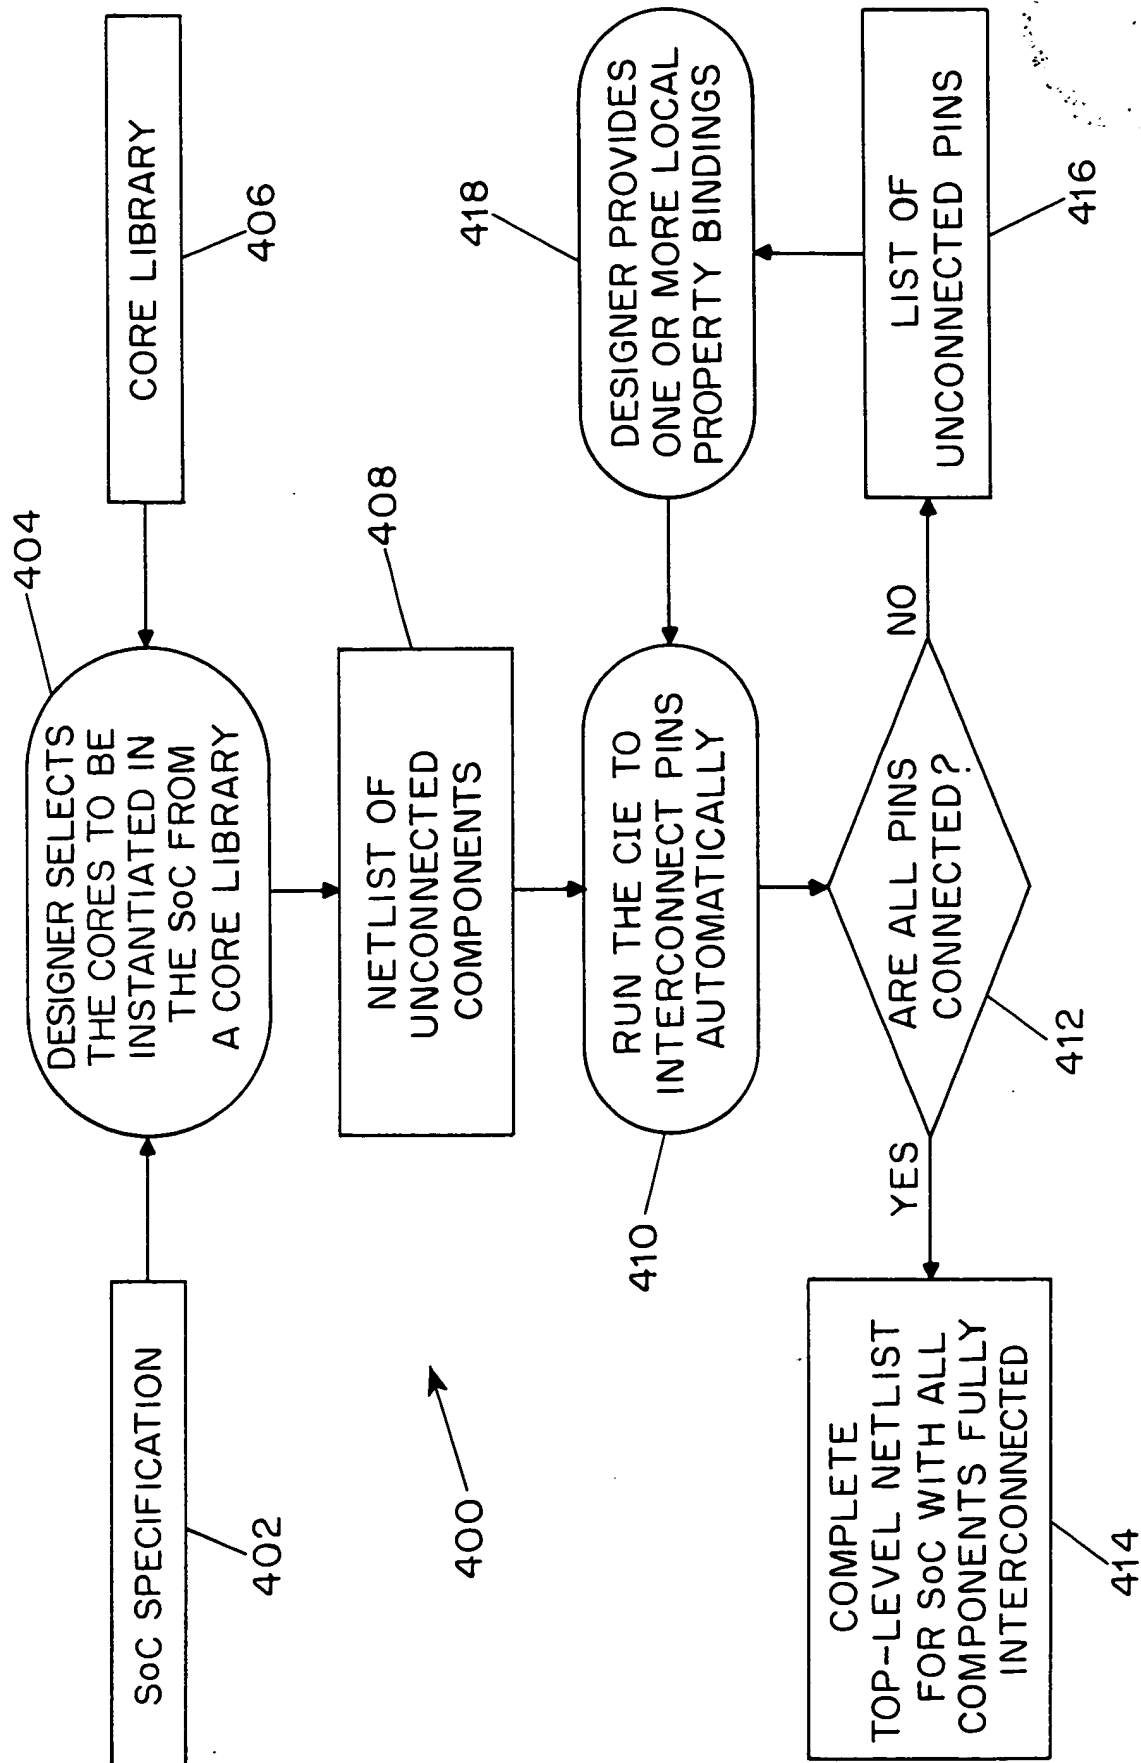 SoC SPECIFICATION
402
404
DESIGNER SELECTS
THE CORES TO BE
INSTANTIATED IN
THE SoC FROM
A CORE LIBRARY
CORE LIBRARY
406
408
NETLIST OF
UNCONNECTED
COMPONENTS
400
410
RUN THE CIE TO
INTERCONNECT PINS
AUTOMATICALLY
418
DESIGNER PROVIDES
ONE OR MORE LOCAL
PROPERTY BINDINGS
YES
ARE ALL PINS
CONNECTED?
NO
412
COMPLETE
TOP-LEVEL NETLIST
FOR SoC WITH ALL
COMPONENTS FULLY
INTERCONNECTED
414
LIST OF
UNCONNECTED PINS
416